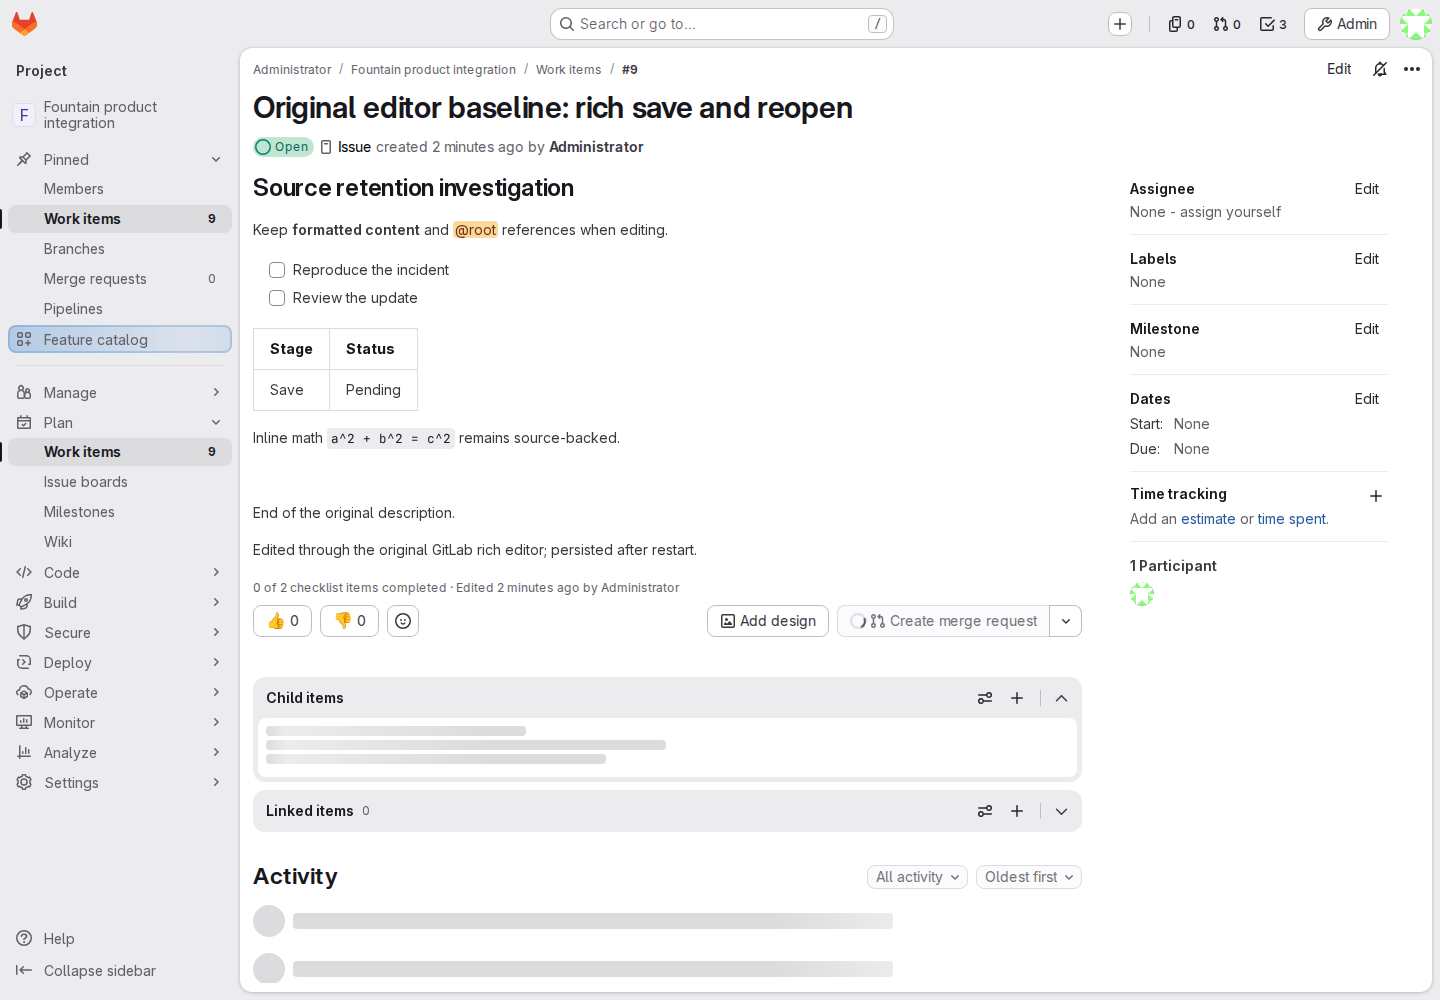 Search or go to...
/
0
0
3
Admin
Project
F
Fountain product integration
Pinned
Members
Work items 9
Branches
Merge requests 0
Pipelines
Feature catalog
Manage
Plan
Work items 9
Issue boards
Milestones
Wiki
Code
Build
Secure
Deploy
Operate
Monitor
Analyze
Settings
Help
Collapse sidebar
Administrator / Fountain product integration / Work items / #9
Edit
Original editor baseline: rich save and reopen
Open Issue created 2 minutes ago by Administrator
Source retention investigation
Keep formatted content and @root references when editing.
Reproduce the incident
Review the update
Stage Status
Save Pending
Inline math a^2 + b^2 = c^2 remains source-backed.
End of the original description.
Edited through the original GitLab rich editor; persisted after restart.
0 of 2 checklist items completed · Edited 2 minutes ago by Administrator
👍 0 👎 0
Add design
Create merge request
Child items
Linked items 0
Activity
All activity
Oldest first
Assignee Edit
None - assign yourself
Labels Edit
None
Milestone Edit
None
Dates Edit
Start: None
Due: None
Time tracking
Add an estimate or time spent.
1 Participant